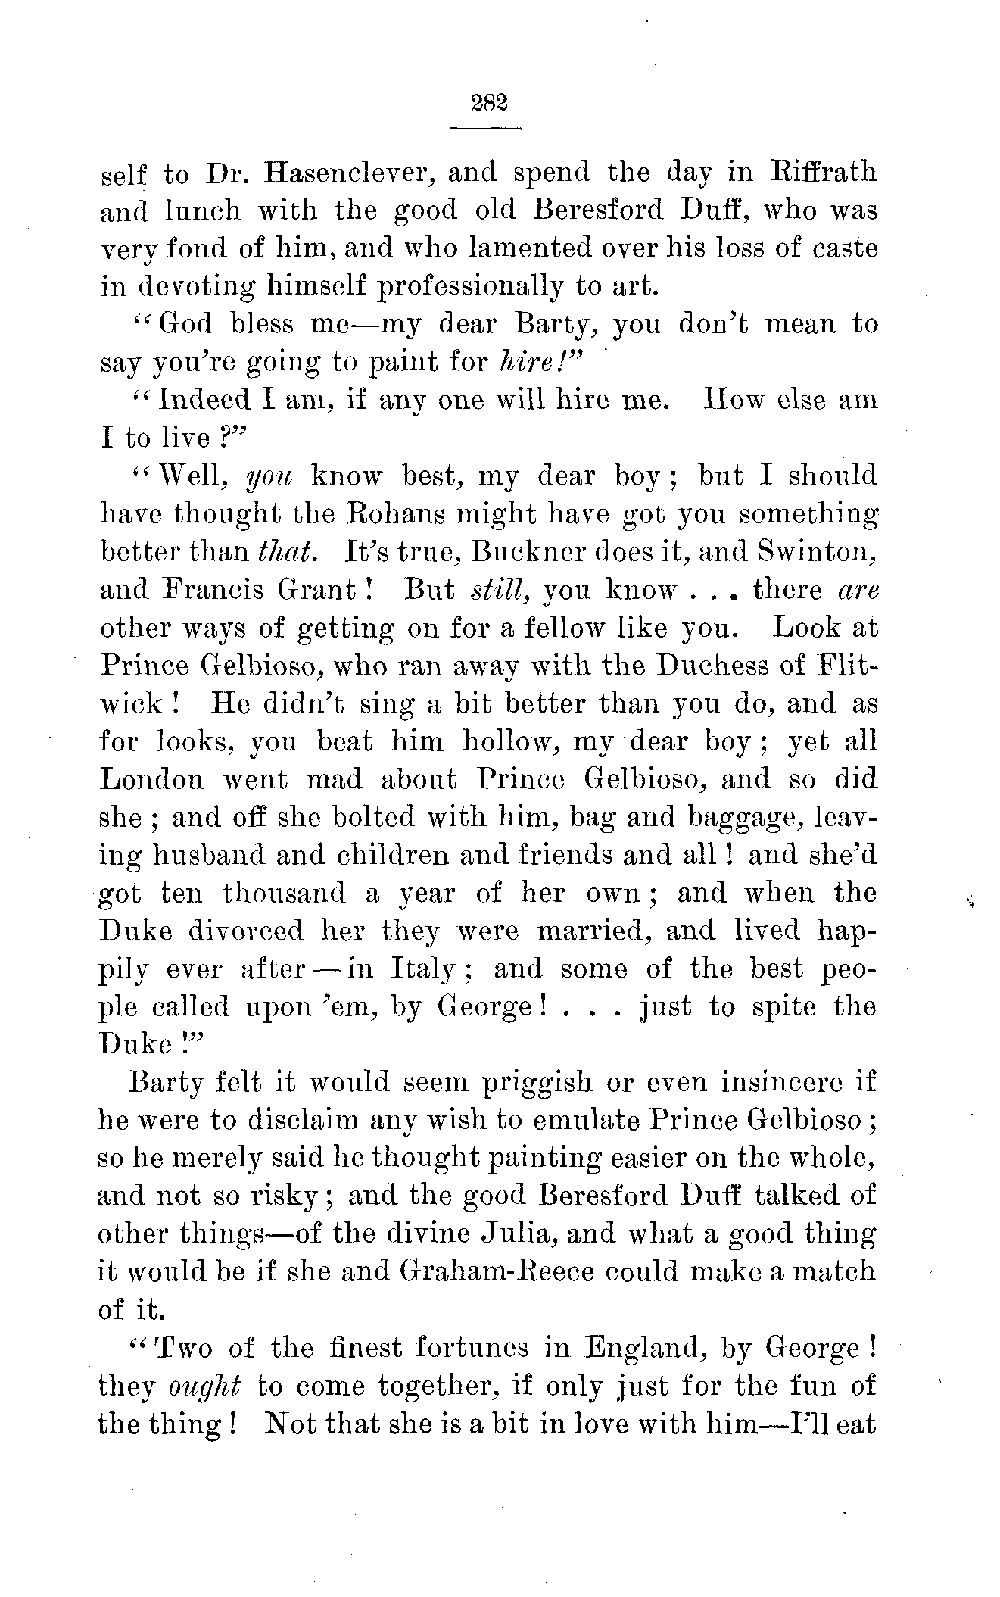 282
self to Dr. Hasenclever, and spend the day in Riffrath
and lunch with the good old Beresford Duff, who was
very fond of him, and who lamented over his loss of caste
in devoting himself professionally to art.
“God bless me—my dear Barty, you don’t mean to
say you’re going to paint for hire!”
“Indeed I am, if any one will hire me. How else am
I to live ?”
“Well, you know best, my dear boy ; but I should
have thought the Rohans might have got you something
better than that. It’s true, Buckner does it, and Swinton,
and Francis Grant ! But still, you know . . . there are
other ways of getting on for a fellow like you. Look at
Prince Gelbioso, who ran away with the Duchess of Flit-
wick ! He didn’t sing a bit better than you do, and as
for looks, you beat him hollow, my dear boy ; yet all
London went mad about Prince Gelbioso, and so did
she ; and off she bolted with him, bag and baggage, leav-
ing husband and children and friends and all ! and she’d
got ten thousand a year of her own ; and when the
Duke divorced her they were married, and lived hap-
pily ever after — in Italy ; and some of the best peo-
ple called upon ’em, by George ! . . . just to spite the
Duke !”
Barty felt it would seem priggish or even insincere if
he were to disclaim any wish to emulate Prince Gelbioso ;
so he merely said he thought painting easier on the whole,
and not so risky ; and the good Beresford Duff talked of
other things—of the divine Julia, and what a good thing
it would be if she and Graham-Reece could make a match
of it.
“Two of the finest fortunes in England, by George !
they ought to come together, if only just for the fun of
the thing ! Not that she is a bit in love with him—I’ll eat